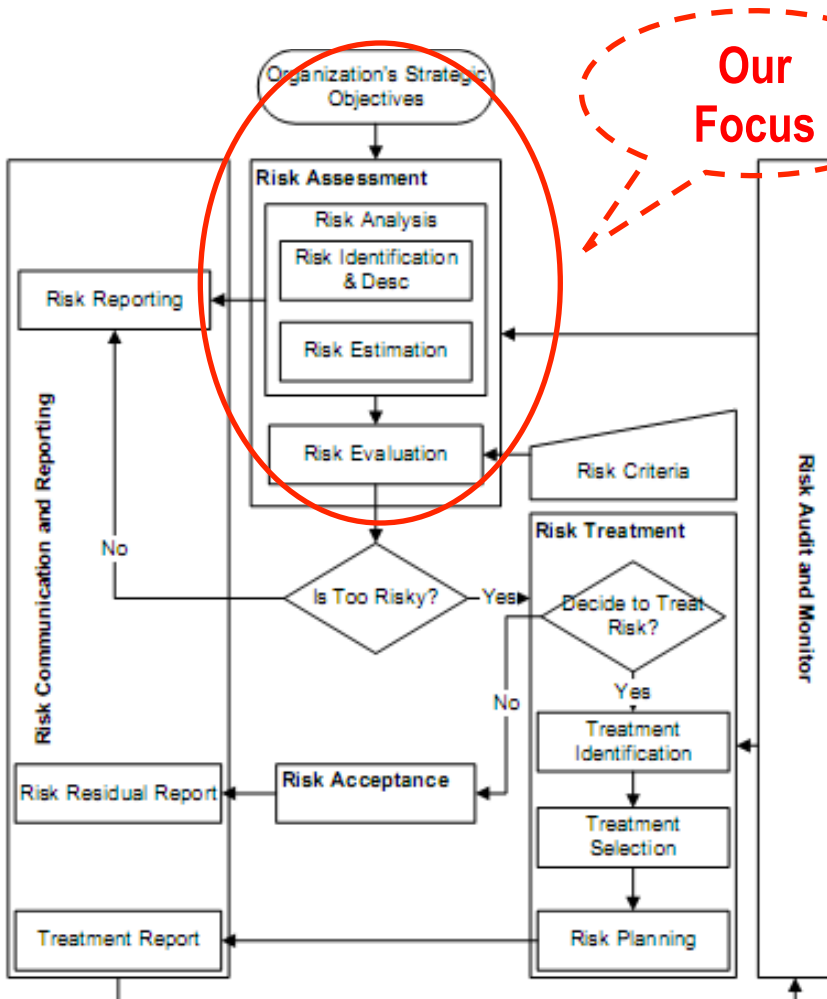 Organization's Strategic
Objectives
Our
Focus
Risk Assessment
Risk Analysis
Risk Identification
& Desc
Risk Reporting
Risk Estimation
Risk Evaluation
Risk Criteria
Risk Communication and Reporting
Risk Audit and Monitor
No
Is Too Risky?
Yes
Risk Treatment
Decide to Treat
Risk?
Yes
No
Treatment
Identification
Risk Acceptance
Risk Residual Report
Treatment
Selection
Treatment Report
Risk Planning